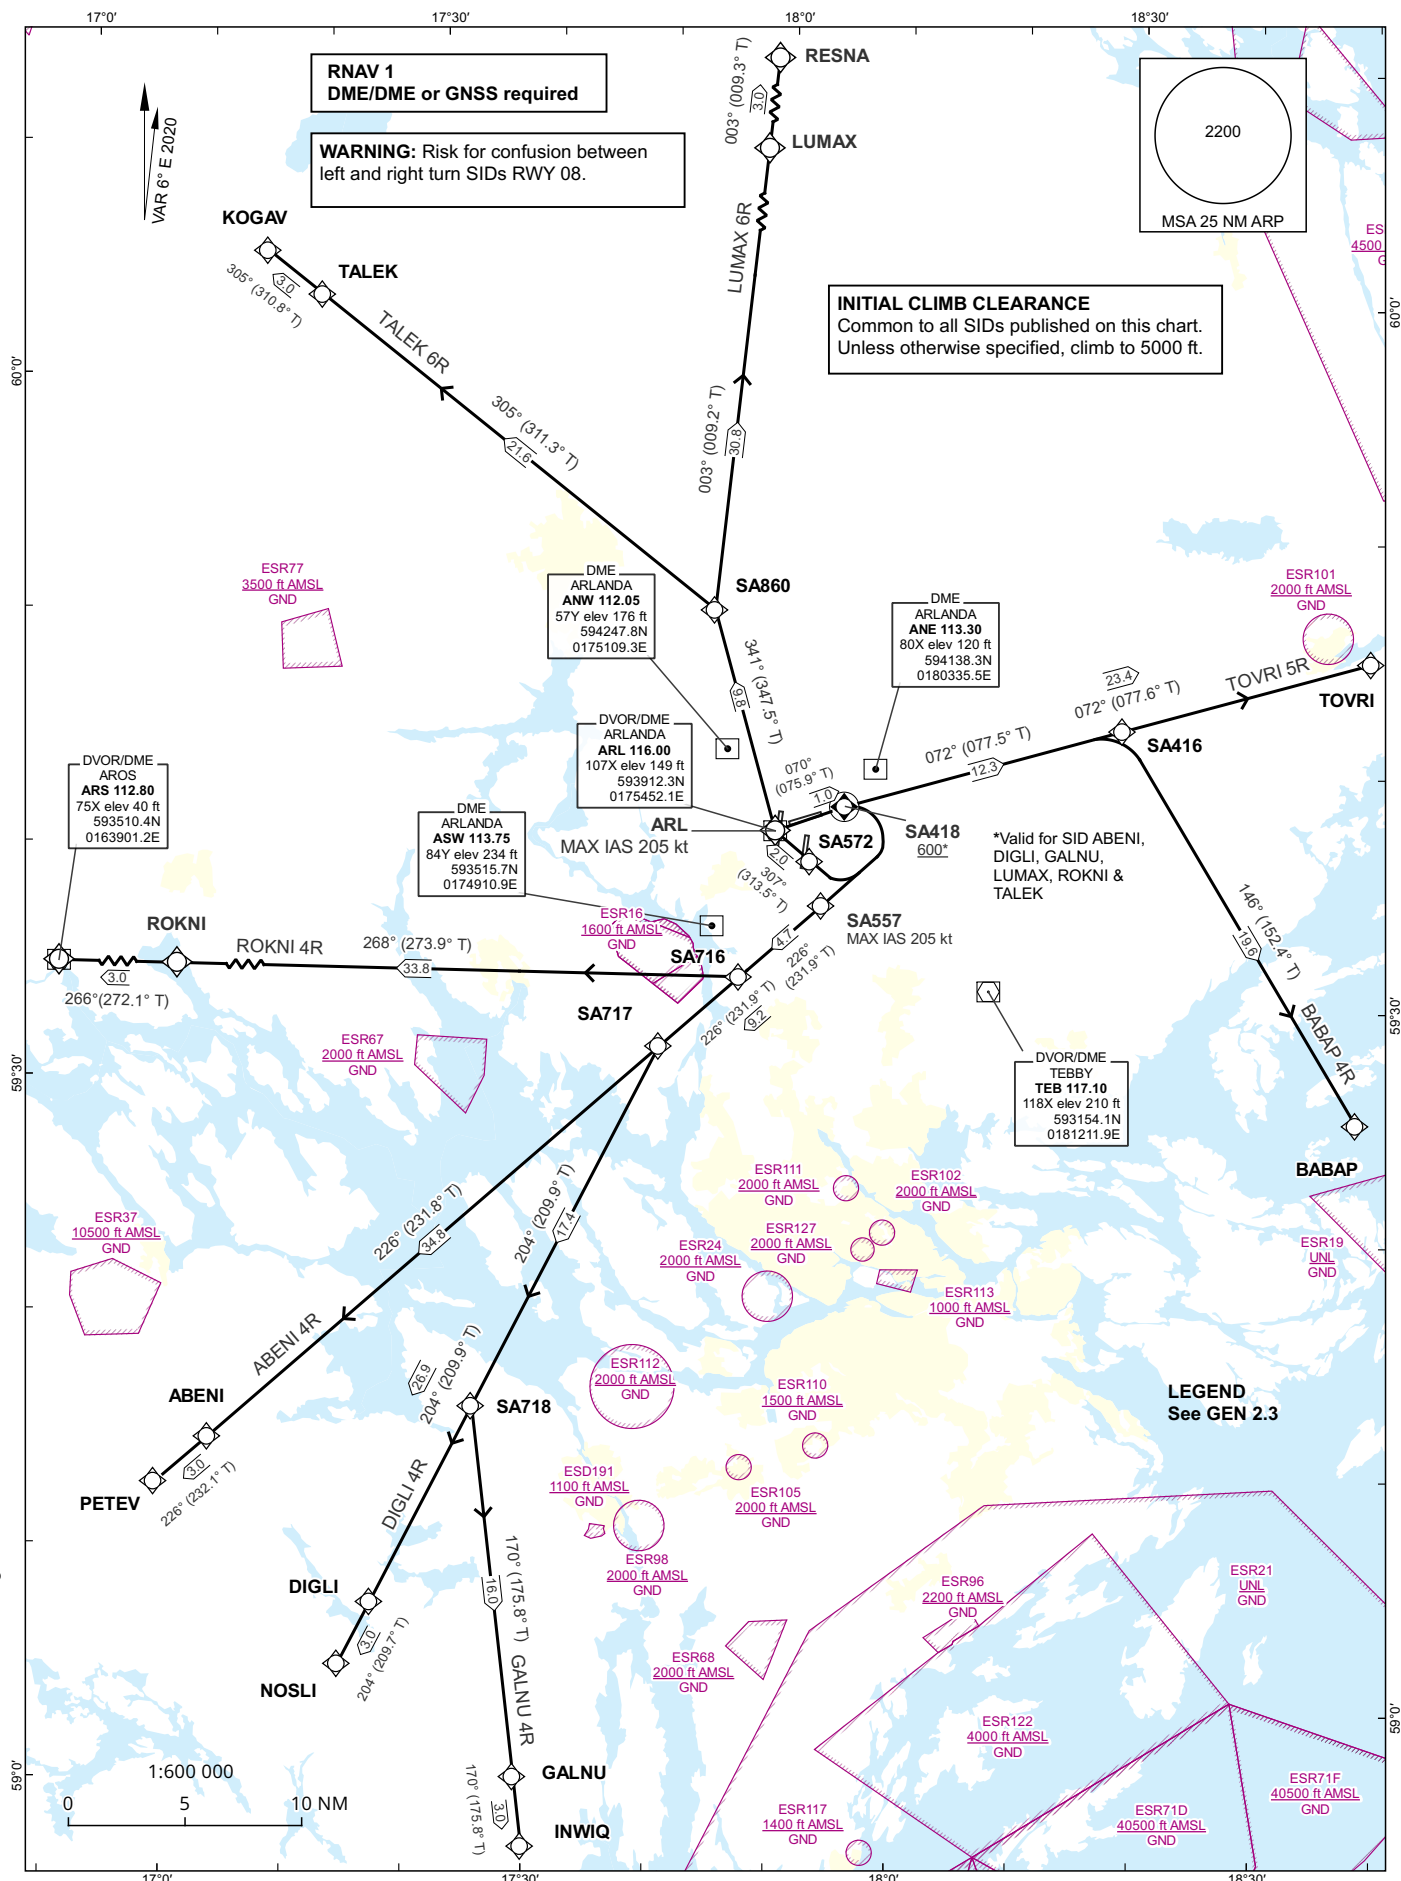 17°0'
17°30'
18°0'
18°30'
RNAV 1
DME/DME or GNSS required
WARNING: Risk for confusion between
left and right turn SIDs RWY 08.
VAR 6° E 2020
RESNA
003° (009.3° T)
3.0
LUMAX
2200
MSA 25 NM ARP
KOGAV
TALEK
3.0
305° (310.8° T)
TALEK 6R
LUMAX 6R
INITIAL CLIMB CLEARANCE
Common to all SIDs published on this chart.
Unless otherwise specified, climb to 5000 ft.
ES
4500
G
60°0'
60°0'
305° (311.3° T)
21.6
003° (009.2° T)
30.8
ESR77
3500 ft AMSL
GND
DME
ARLANDA
ANW 112.05
57Y elev 176 ft
594247.8N
0175109.3E
SA860
DME
ARLANDA
ANE 113.30
80X elev 120 ft
594138.3N
0180335.5E
ESR101
2000 ft AMSL
GND
341° (347.5° T)
9.8
23.4
TOVRI 5R
072° (077.6° T)
TOVRI
DVOR/DME
ARLANDA
ARL 116.00
107X elev 149 ft
593912.3N
0175452.1E
072° (077.5° T)
12.3
SA416
DVOR/DME
AROS
ARS 112.80
75X elev 40 ft
593510.4N
0163901.2E
070°
(075.9° T)
1.0
DME
ARLANDA
ASW 113.75
84Y elev 234 ft
593515.7N
0174910.9E
ARL
MAX IAS 205 kt
SA572
SA418
600*
*Valid for SID ABENI,
DIGLI, GALNU,
LUMAX, ROKNI &
TALEK
2.0
307°
(313.5° T)
ROKNI
ROKNI 4R
268° (273.9° T)
33.8
ESR16
1600 ft AMSL
GND
SA716
SA557
MAX IAS 205 kt
4.7
226°
(231.9° T)
146° (152.4° T)
19.6
3.0
266°(272.1° T)
SA717
226° (231.9° T)
9.2
BABAP 4R
59°30'
59°30'
ESR67
2000 ft AMSL
GND
DVOR/DME
TEBBY
TEB 117.10
118X elev 210 ft
593154.1N
0181211.9E
BABAP
ESR111
2000 ft AMSL
GND
ESR102
2000 ft AMSL
GND
ESR37
10500 ft AMSL
GND
226° (231.8° T)
34.8
204° (209.9° T)
17.4
ESR127
2000 ft AMSL
GND
ESR24
2000 ft AMSL
GND
ESR19
UNL
GND
ESR113
1000 ft AMSL
GND
ABENI 4R
26.9
204° (209.9° T)
ESR112
2000 ft AMSL
GND
ESR110
1500 ft AMSL
GND
LEGEND
See GEN 2.3
ABENI
SA718
3.0
226° (232.1° T)
PETEV
DIGLI 4R
ESD191
1100 ft AMSL
GND
ESR105
2000 ft AMSL
GND
ESR98
2000 ft AMSL
GND
170° (175.8° T)
16.0
GALNU 4R
DIGLI
3.0
204° (209.7° T)
NOSLI
ESR96
2200 ft AMSL
GND
ESR21
UNL
GND
ESR68
2000 ft AMSL
GND
ESR122
4000 ft AMSL
GND
59°0'
59°0'
1:600 000
0 5 10 NM
170° (175.8° T)
3.0
GALNU
INWIQ
ESR117
1400 ft AMSL
GND
ESR71D
40500 ft AMSL
GND
ESR71F
40500 ft AMSL
GND
17°0'
17°30'
18°0'
18°30'